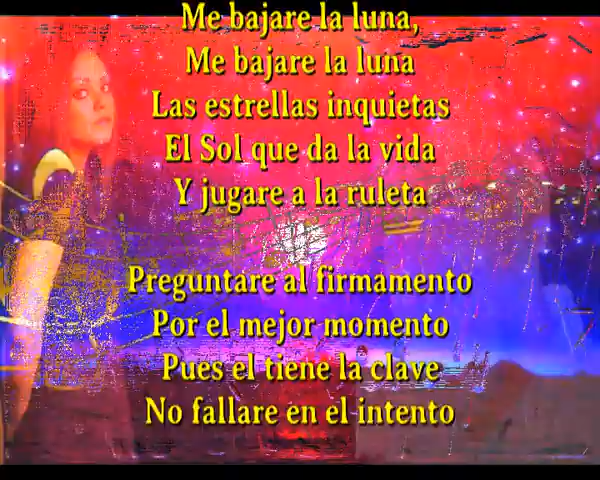 Me bajare la luna,
Me bajare la luna
Las estrellas inquietas
El Sol que da la vida
Y jugare a la ruleta
Preguntare al firmamento
Por el mejor momento
Pues el tiene la clave
No fallare en el intento